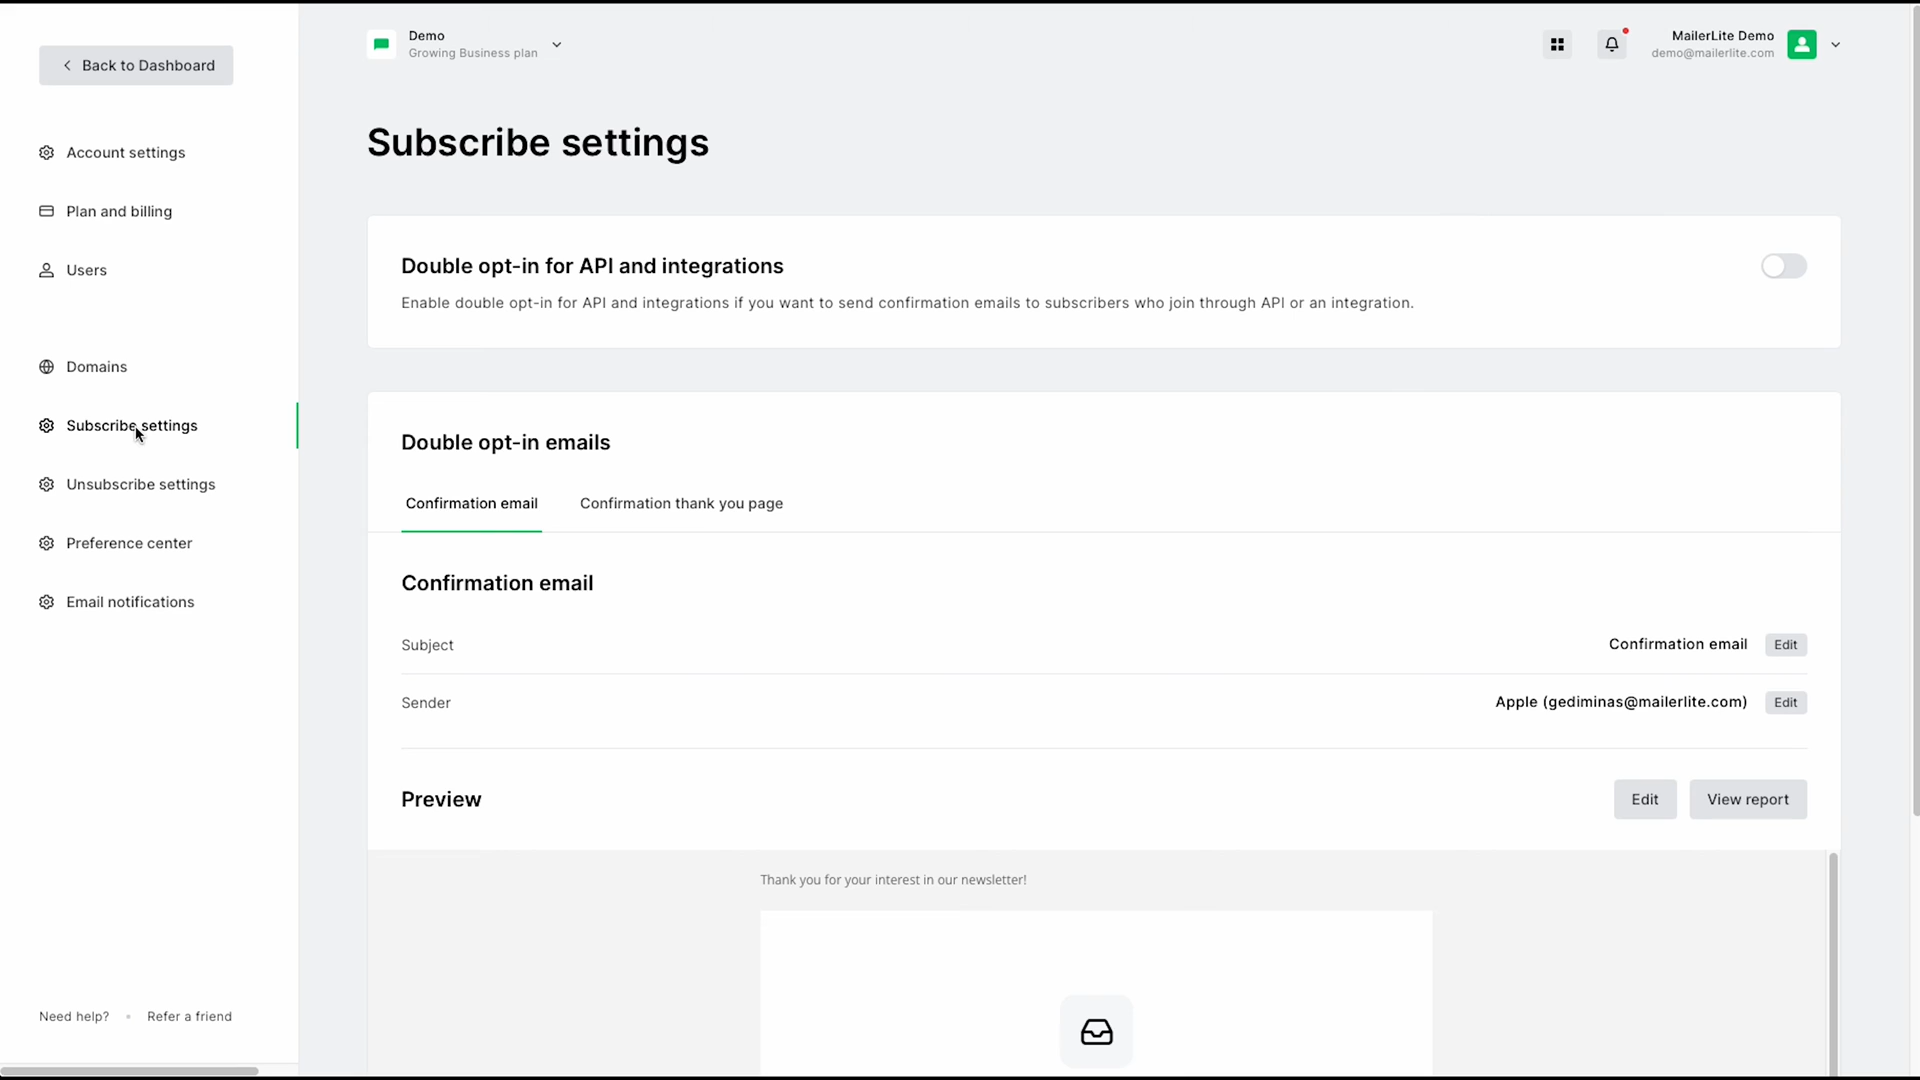 Back to Dashboard
Account settings
Plan and billing
Users
Domains
Subscribe settings
Unsubscribe settings
Preference center
Email notifications
Need help?
Refer a friend
Demo
Growing Business plan
MailerLite Demo
demo@mailerlite.com
Subscribe settings
Double opt-in for API and integrations
Enable double opt-in for API and integrations if you want to send confirmation emails to subscribers who join through API or an integration.
Double opt-in emails
Confirmation email
Confirmation thank you page
Confirmation email
Subject
Confirmation email
Edit
Sender
Apple (gediminas@mailerlite.com)
Edit
Preview
Edit
View report
Thank you for your interest in our newsletter!